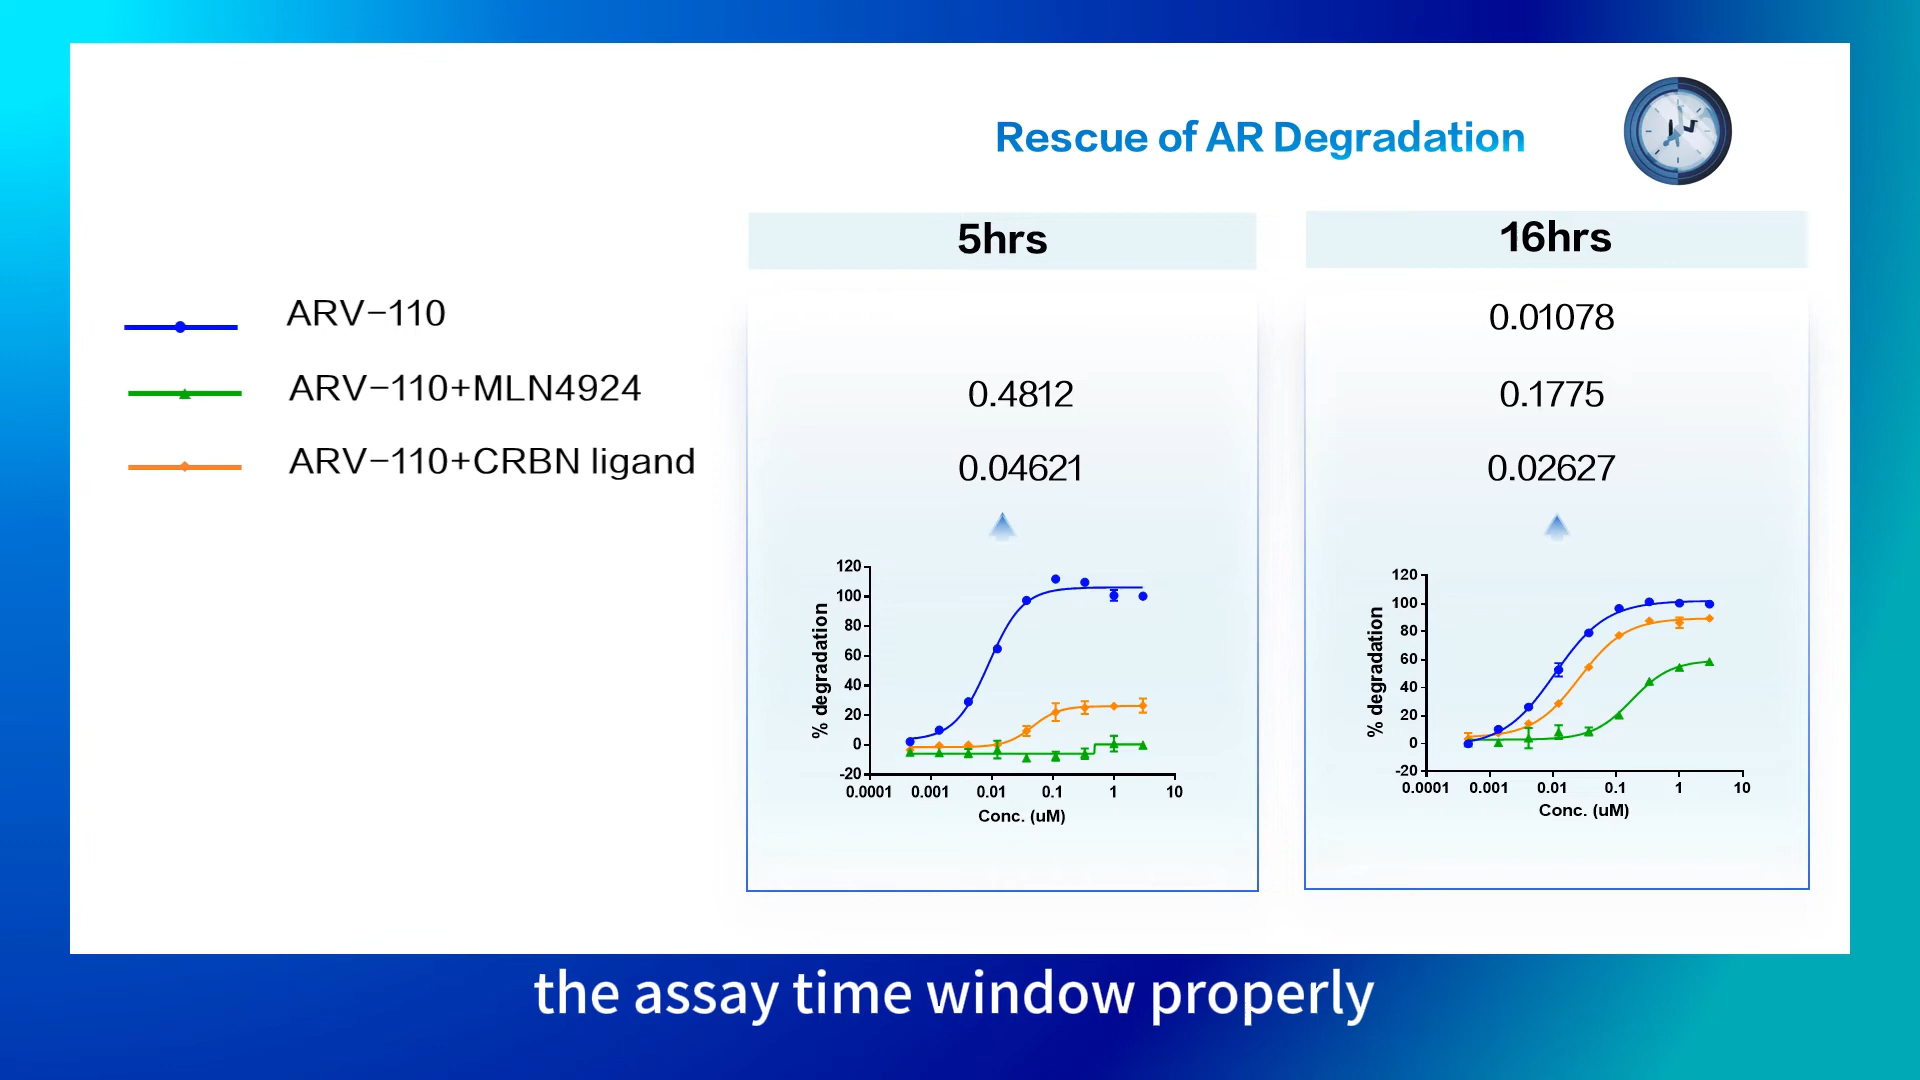 Rescue of AR Degradation
5hrs
16hrs
ARV-110
0.01078
ARV-110+MLN4924
0.4812
0.1775
ARV-110+CRBN ligand
0.04621
0.02627
120
100
80
60
40
20
0
-20
% degradation
0.0001 0.001 0.01 0.1 1 10
Conc. (uM)
120
100
80
60
40
20
0
-20
% degradation
0.0001 0.001 0.01 0.1 1 10
Conc. (uM)
the assay time window properly